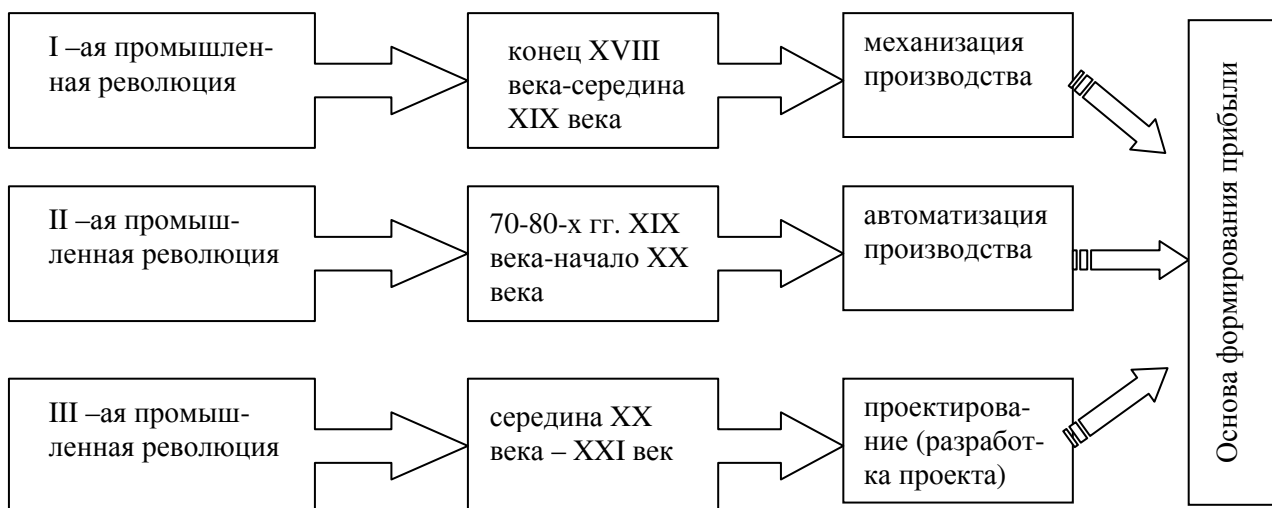 I –ая промышлен-
ная революция
конец XVIII
века-середина
XIX века
механизация
производства
II –ая промыш-
ленная революция
70-80-х гг. XIX
века-начало XX
века
автоматизация
производства
III –ая промыш-
ленная революция
середина XX
века – XXI век
проектирова-
ние (разработ-
ка проекта)
Основа формирования прибыли